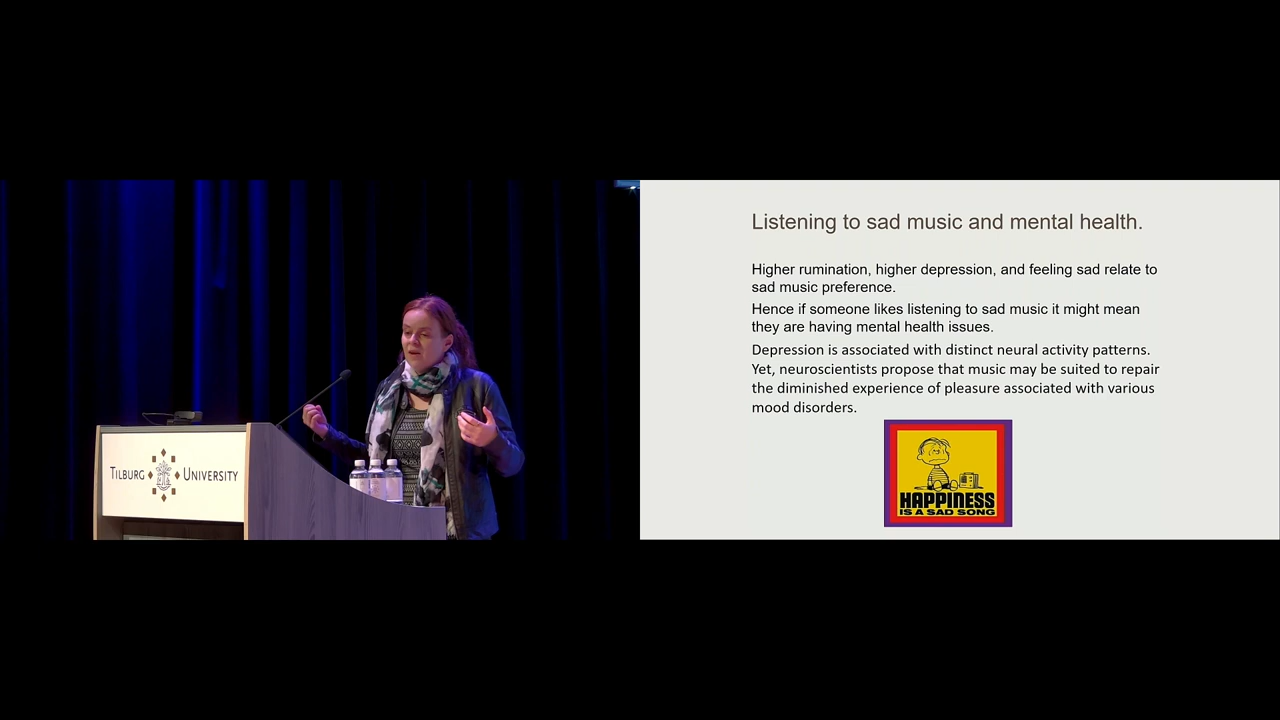 TILBURG UNIVERSITY
Listening to sad music and mental health.
Higher rumination, higher depression, and feeling sad relate to
sad music preference.
Hence if someone likes listening to sad music it might mean
they are having mental health issues.
Depression is associated with distinct neural activity patterns.
Yet, neuroscientists propose that music may be suited to repair
the diminished experience of pleasure associated with various
mood disorders.
HAPPINESS
IS A SAD SONG